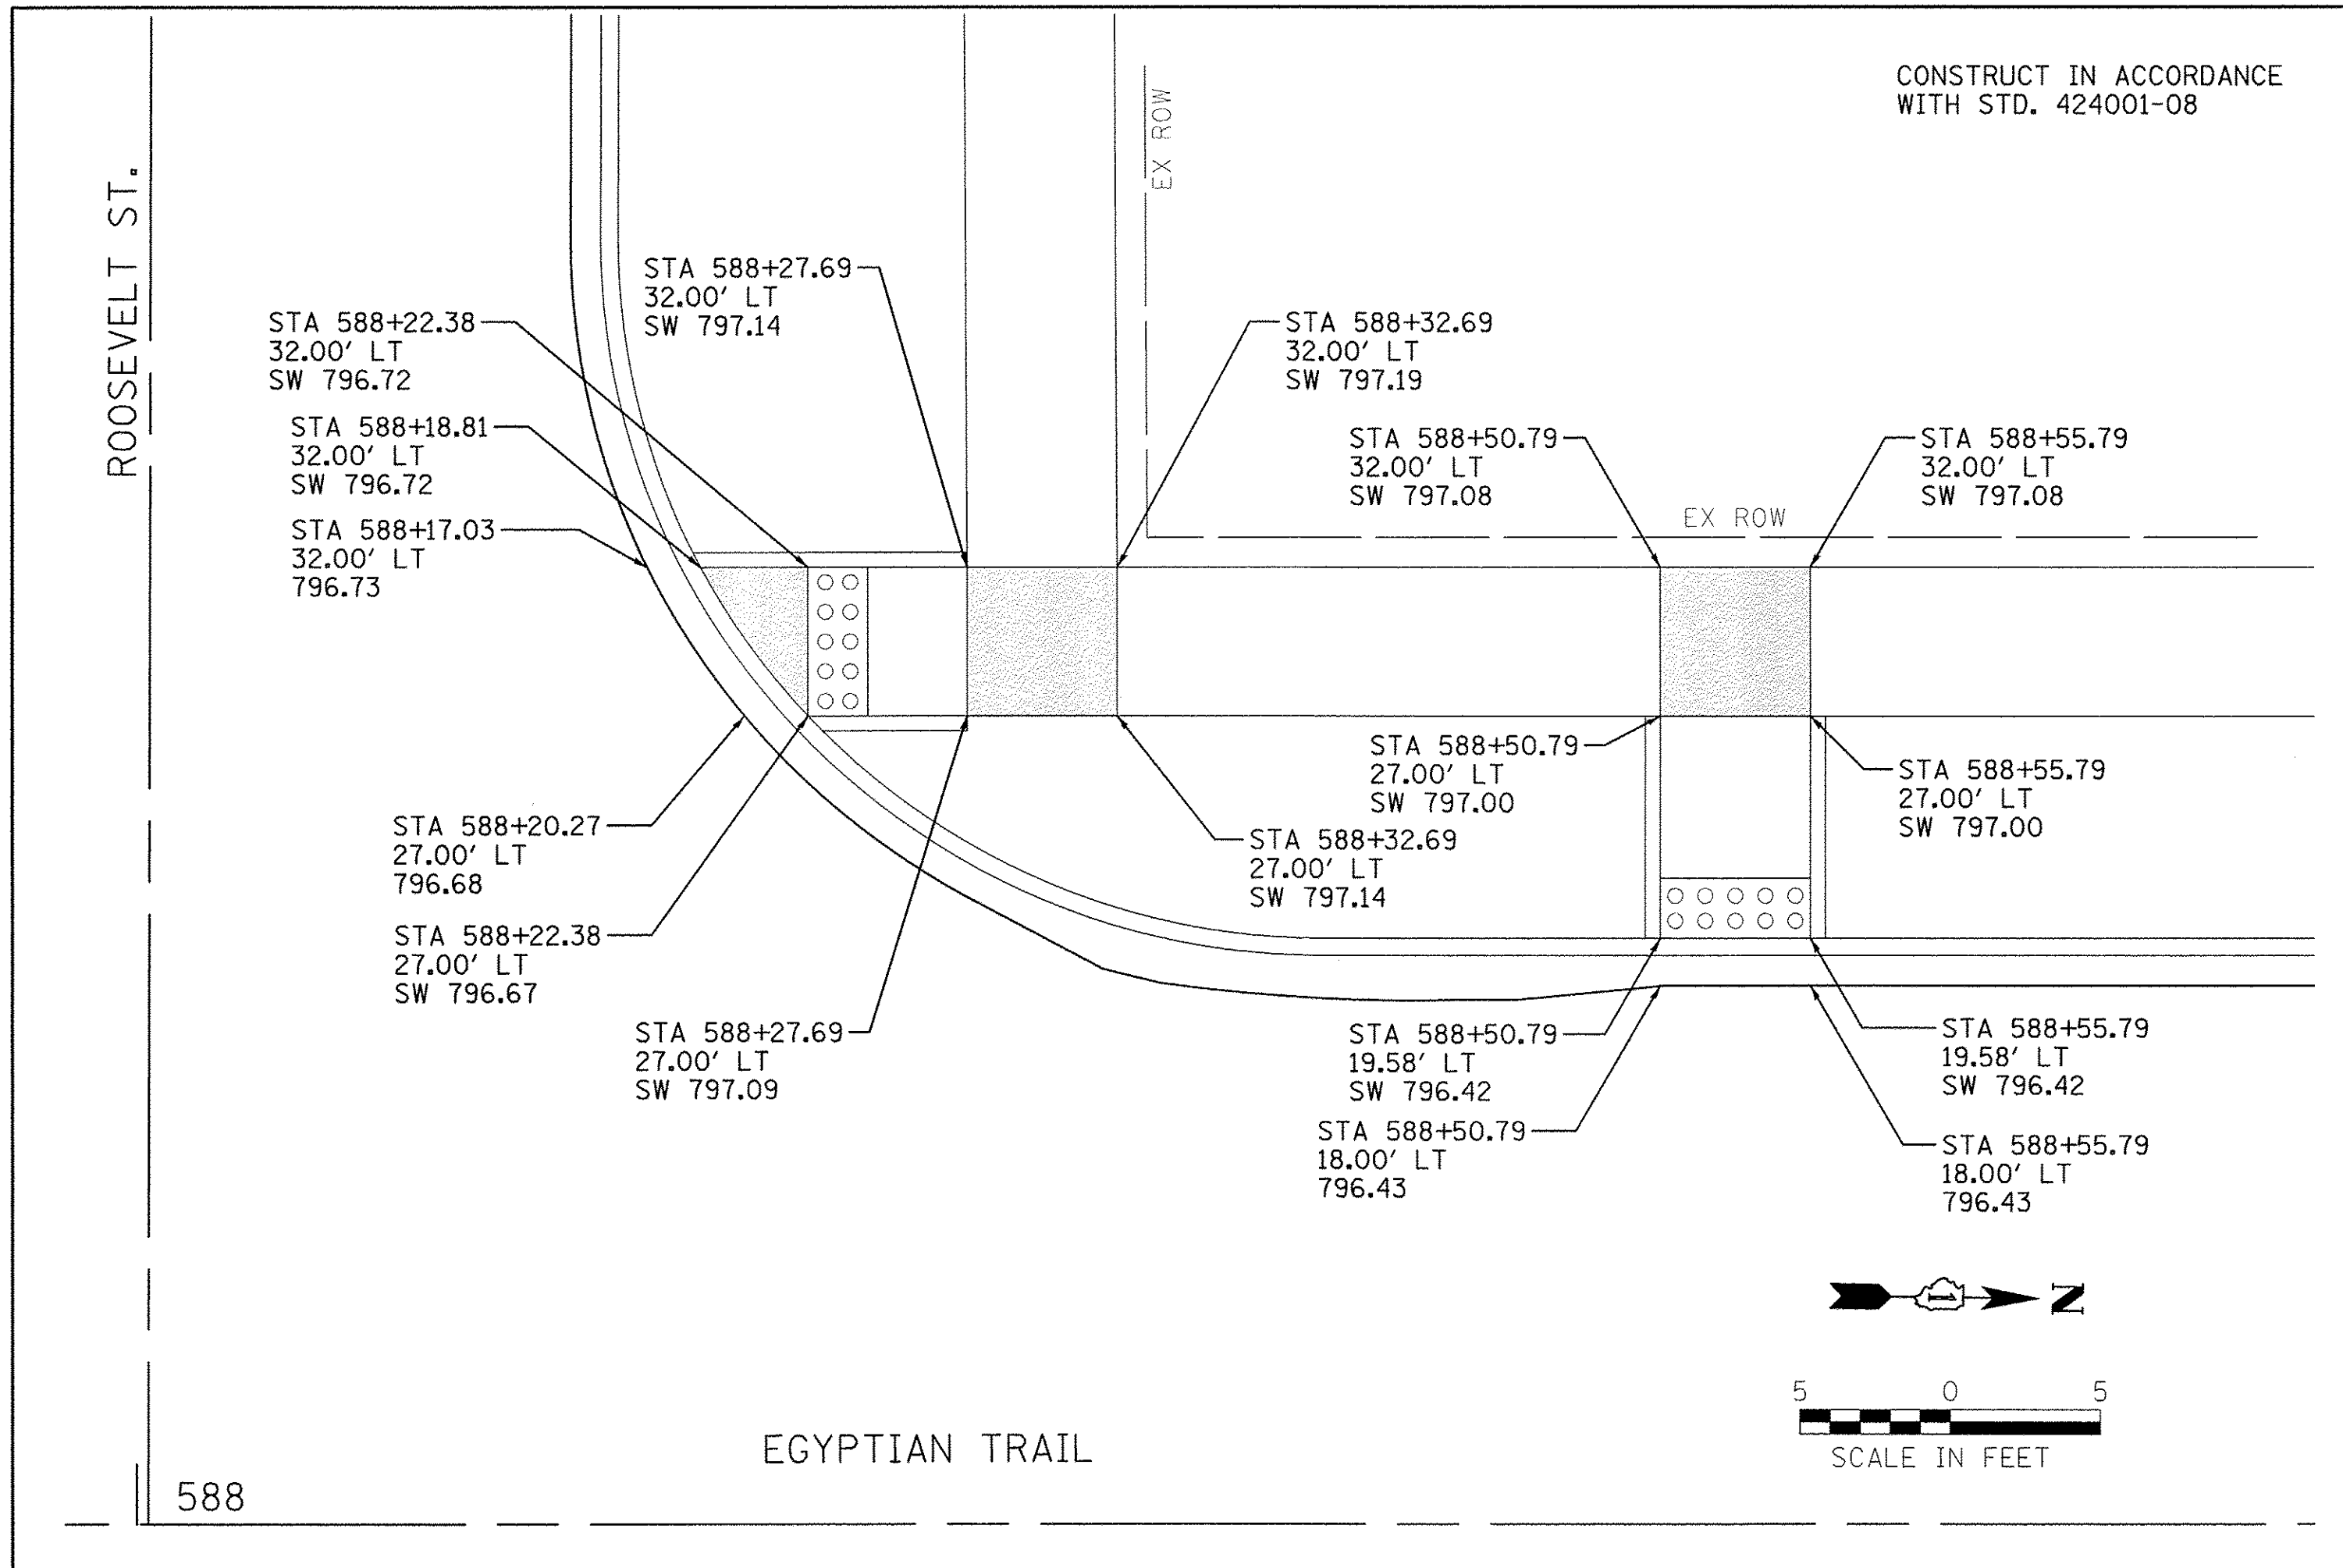 CONSTRUCT IN ACCORDANCE
WITH STD. 424001-08
ROOSEVELT ST.
EX ROW
STA 588+27.69
32.00' LT
SW 797.14
STA 588+22.38
32.00' LT
SW 796.72
STA 588+32.69
32.00' LT
SW 797.19
STA 588+18.81
32.00' LT
SW 796.72
STA 588+50.79
32.00' LT
SW 797.08
STA 588+55.79
32.00' LT
SW 797.08
EX ROW
STA 588+17.03
32.00' LT
796.73
STA 588+50.79
27.00' LT
SW 797.00
STA 588+55.79
27.00' LT
SW 797.00
STA 588+20.27
27.00' LT
796.68
STA 588+32.69
27.00' LT
SW 797.14
STA 588+22.38
27.00' LT
SW 796.67
STA 588+27.69
27.00' LT
SW 797.09
STA 588+50.79
19.58' LT
SW 796.42
STA 588+55.79
19.58' LT
SW 796.42
STA 588+50.79
18.00' LT
796.43
STA 588+55.79
18.00' LT
796.43
N
5 0 5
SCALE IN FEET
EGYPTIAN TRAIL
588